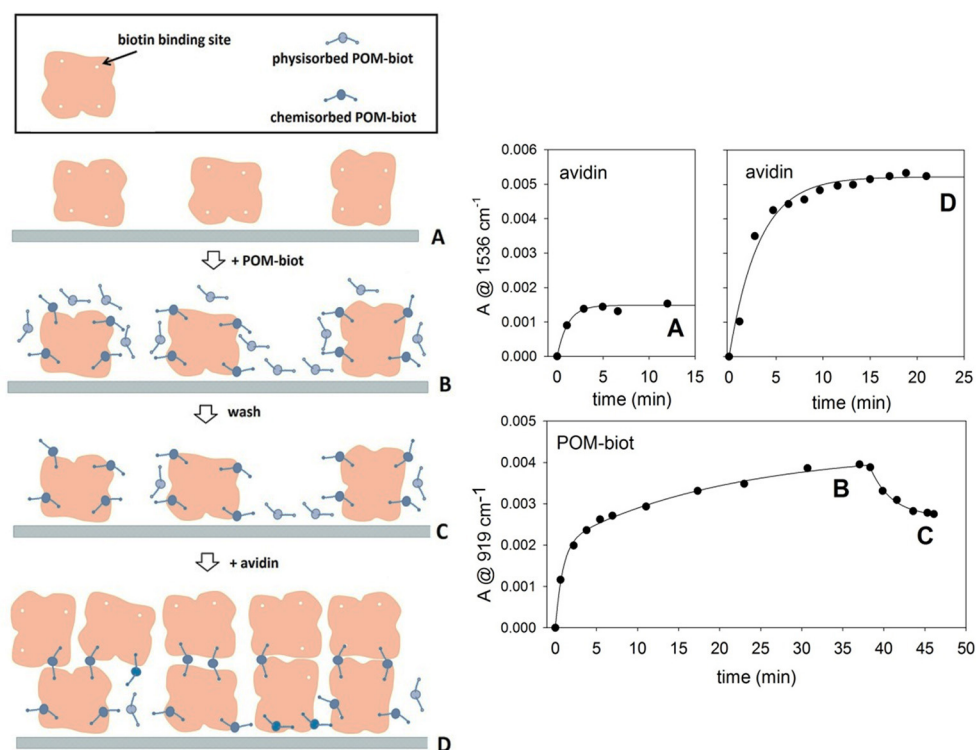 biotin binding site
physisorbed POM-biot
chemisorbed POM-biot
A
+ POM-biot
B
wash
C
+ avidin
D
avidin
A @ 1536 cm⁻¹
0.006
0.005
0.004
0.003
0.002
0.001
0.000
A
0 5 10 15
time (min)
avidin
D
0 5 10 15 20 25
time (min)
POM-biot
A @ 919 cm⁻¹
0.005
0.004
0.003
0.002
0.001
0.000
B
C
0 5 10 15 20 25 30 35 40 45 50
time (min)